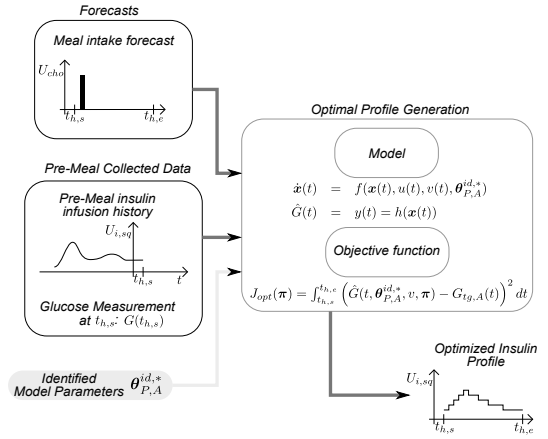 Forecasts
Meal intake forecast
U_{cho}
t_{h,s} t_{h,e}
Pre-Meal Collected Data
Pre-Meal insulin
infusion history
U_{i,sq}
t_{h,s} t
Glucose Measurement
at t_{h,s}: G(t_{h,s})
Identified
Model Parameters θ^{id,*}_{P,A}
Optimal Profile Generation
Model
ẋ(t) = f(x(t), u(t), v(t), θ^{id,*}_{P,A})
Ĝ(t) = y(t) = h(x(t))
Objective function
J_{opt}(π) = ∫_{t_{h,s}}^{t_{h,e}} (Ĝ(t, θ^{id,*}_{P,A}, v, π) − G_{tg,A}(t))^2 dt
Optimized Insulin
Profile
U_{i,sq}
t_{h,s} t_{h,e}